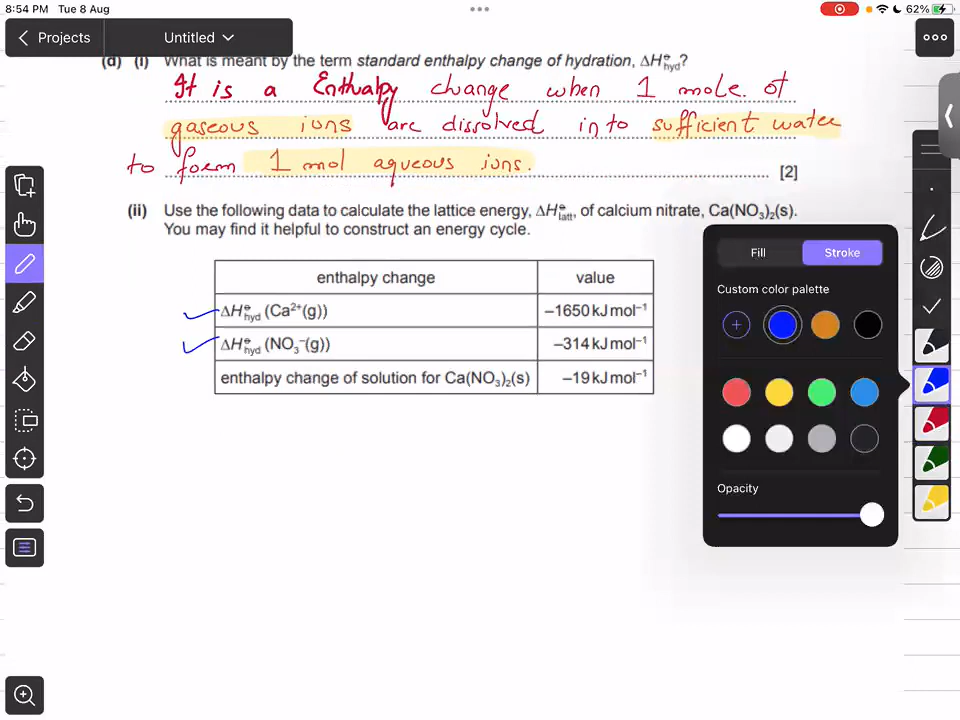 8:54 PM Tue 8 Aug
62%
Projects
Untitled
(d) (i) What is meant by the term standard enthalpy change of hydration, ΔH⦵hyd?
It is a Enthalpy change when 1 mole of
gaseous ions are dissolved in to sufficient water
to form 1 mol aqueous ions.
[2]
(ii) Use the following data to calculate the lattice energy, ΔH⦵latt, of calcium nitrate, Ca(NO₃)₂(s).
You may find it helpful to construct an energy cycle.
enthalpy change value
ΔH⦵hyd (Ca²⁺(g)) −1650 kJ mol⁻¹
ΔH⦵hyd (NO₃⁻(g)) −314 kJ mol⁻¹
enthalpy change of solution for Ca(NO₃)₂(s) −19 kJ mol⁻¹
Fill Stroke
Custom color palette
Opacity